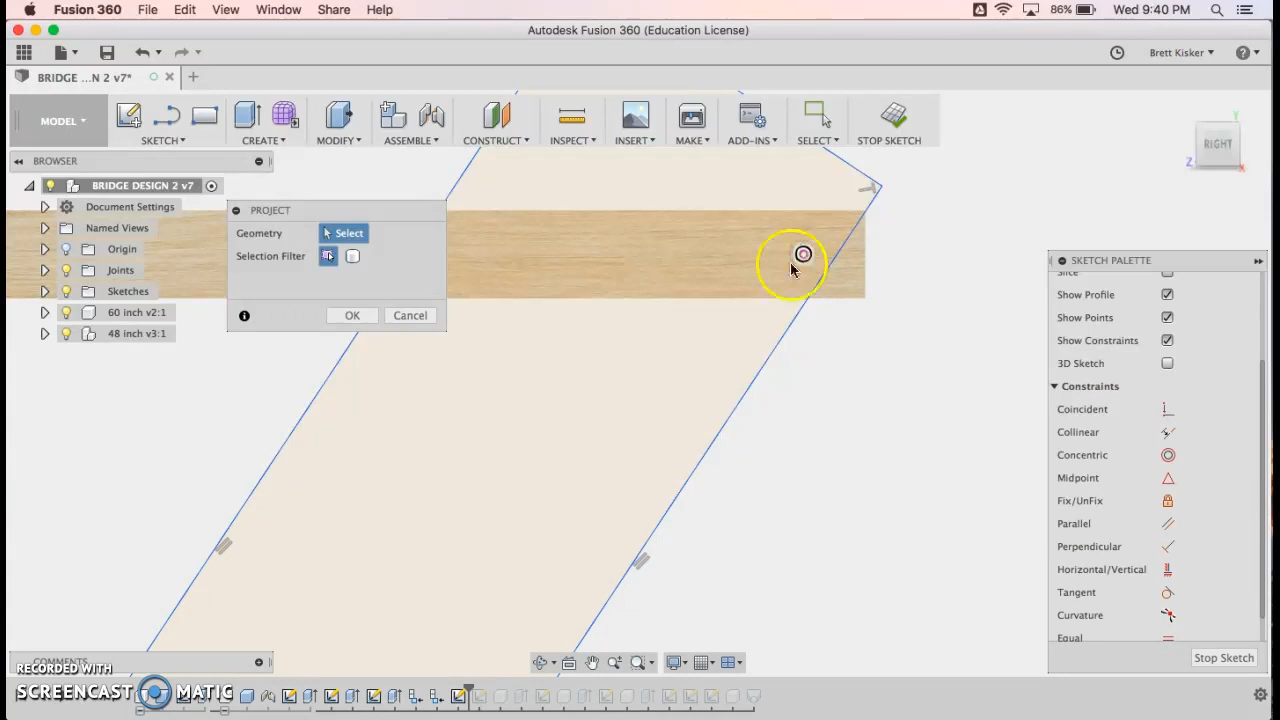 Fusion 360 File Edit View Window Share Help 86% Wed 9:40 PM
Autodesk Fusion 360 (Education License)
Brett Kisker
BRIDGE ...N 2 v7*
MODEL
SKETCH CREATE MODIFY ASSEMBLE CONSTRUCT INSPECT INSERT MAKE ADD-INS SELECT STOP SKETCH
BROWSER
BRIDGE DESIGN 2 v7
Document Settings
Named Views
Origin
Joints
Sketches
60 inch v2:1
48 inch v3:1
PROJECT
Geometry Select
Selection Filter
OK Cancel
RIGHT
Y
Z
X
SKETCH PALETTE
Slice
Show Profile
Show Points
Show Constraints
3D Sketch
Constraints
Coincident
Collinear
Concentric
Midpoint
Fix/UnFix
Parallel
Perpendicular
Horizontal/Vertical
Tangent
Curvature
Equal
Stop Sketch
COMMENTS
RECORDED WITH
SCREENCAST MATIC